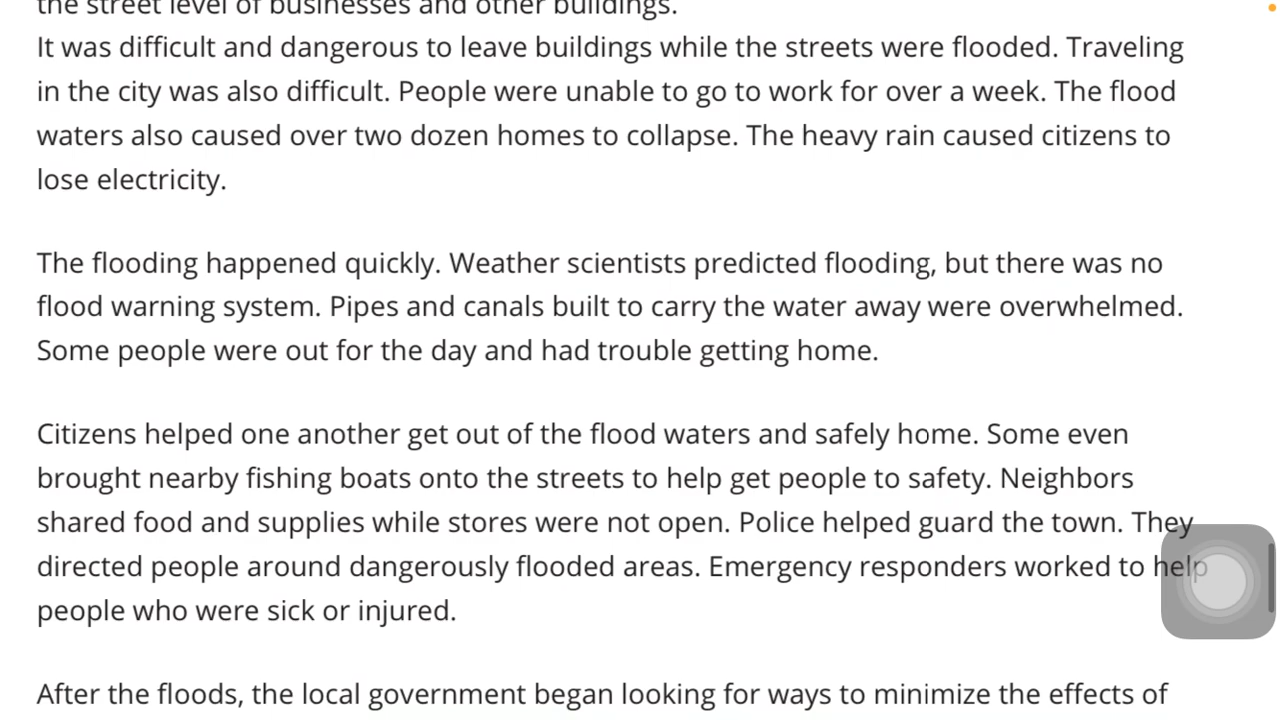 the street level of businesses and other buildings.
It was difficult and dangerous to leave buildings while the streets were flooded. Traveling
in the city was also difficult. People were unable to go to work for over a week. The flood
waters also caused over two dozen homes to collapse. The heavy rain caused citizens to
lose electricity.
The flooding happened quickly. Weather scientists predicted flooding, but there was no
flood warning system. Pipes and canals built to carry the water away were overwhelmed.
Some people were out for the day and had trouble getting home.
Citizens helped one another get out of the flood waters and safely home. Some even
brought nearby fishing boats onto the streets to help get people to safety. Neighbors
shared food and supplies while stores were not open. Police helped guard the town. They
directed people around dangerously flooded areas. Emergency responders worked to help
people who were sick or injured.
After the floods, the local government began looking for ways to minimize the effects of